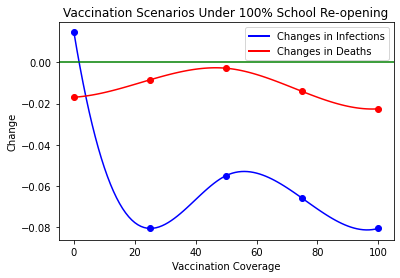 Vaccination Scenarios Under 100% School Re-opening
Changes in Infections
Changes in Deaths
0.00
−0.02
−0.04
−0.06
−0.08
Change
0 20 40 60 80 100
Vaccination Coverage